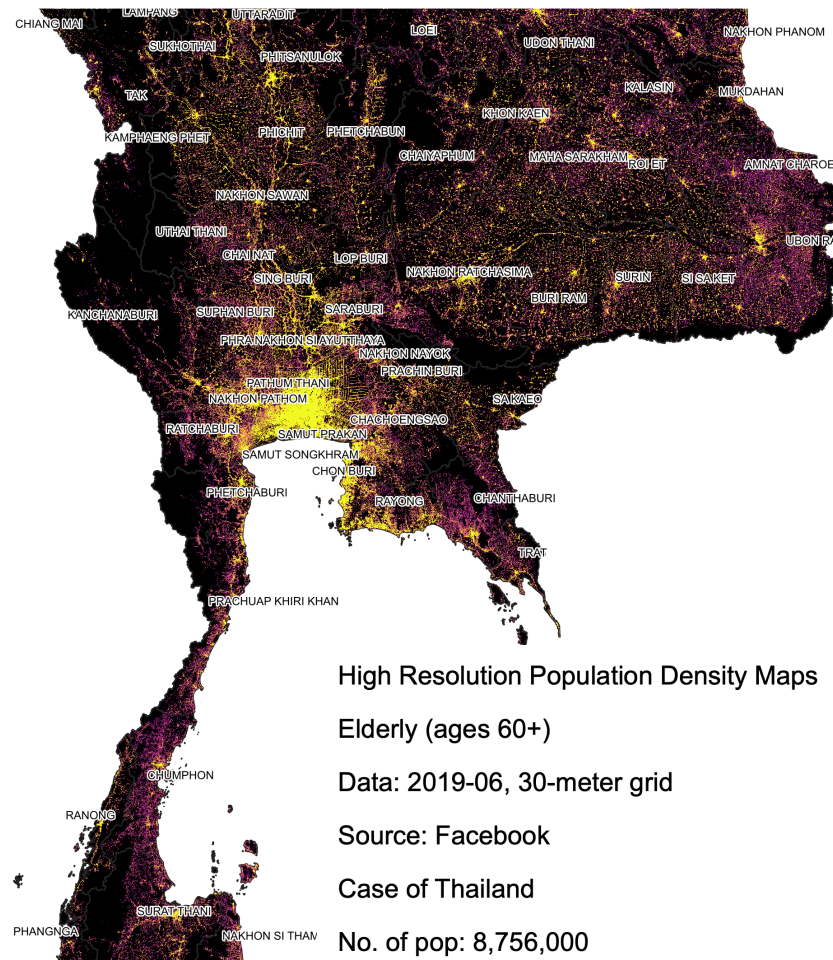 LAMPANG
UTTARADIT
CHIANG MAI
LOEI
NAKHON PHANOM
SUKHOTHAI
UDON THANI
PHITSANULOK
KALASIN
MUKDAHAN
TAK
KHON KAEN
KAMPHAENG PHET
PHICHIT
PHETCHABUN
CHAIYAPHUM
MAHA SARAKHAM
ROI ET
AMNAT CHAROE
NAKHON SAWAN
UTHAI THANI
UBON RA
CHAI NAT
LOP BURI
SING BURI
NAKHON RATCHASIMA
SURIN
SI SA KET
BURI RAM
KANCHANABURI
SUPHAN BURI
SARABURI
PHRA NAKHON SI AYUTTHAYA
NAKHON NAYOK
PRACHIN BURI
PATHUM THANI
NAKHON PATHOM
SA KAEO
CHACHOENGSAO
RATCHABURI
SAMUT PRAKAN
SAMUT SONGKHRAM
CHON BURI
PHETCHABURI
RAYONG
CHANTHABURI
TRAT
PRACHUAP KHIRI KHAN
High Resolution Population Density Maps
Elderly (ages 60+)
Data: 2019-06, 30-meter grid
Source: Facebook
Case of Thailand
No. of pop: 8,756,000
CHUMPHON
RANONG
SURAT THANI
PHANGNGA
NAKHON SI THAM